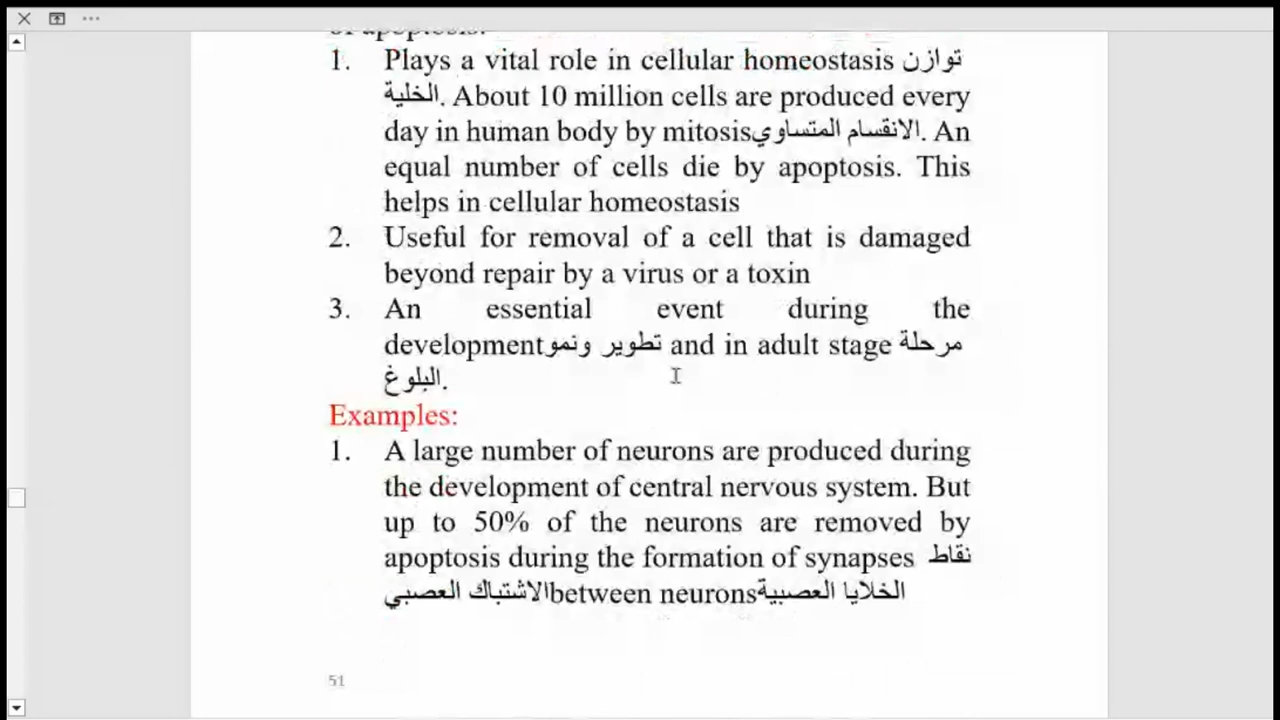 of apoptosis:
1. Plays a vital role in cellular homeostasis توازن
الخلية. About 10 million cells are produced every
day in human body by mitosisالانقسام المتساوي. An
equal number of cells die by apoptosis. This
helps in cellular homeostasis
2. Useful for removal of a cell that is damaged
beyond repair by a virus or a toxin
3. An essential event during the
developmentتطوير ونمو and in adult stage مرحلة
البلوغ.
Examples:
1. A large number of neurons are produced during
the development of central nervous system. But
up to 50% of the neurons are removed by
apoptosis during the formation of synapses نقاط
الاشتباك العصبيbetween neuronsالخلايا العصبية
51